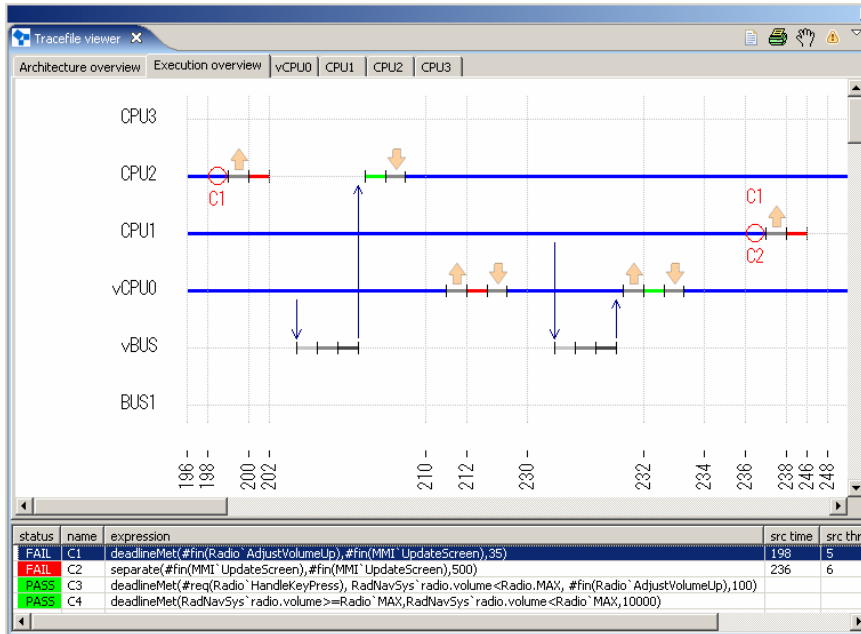 Tracefile viewer
Architecture overview Execution overview vCPU0 CPU1 CPU2 CPU3
CPU3
CPU2
C1
C1
CPU1
C2
vCPU0
vBUS
BUS1
196 198 200 202 210 212 230 232 234 236 238 246 248
status name expression src time src thr
FAIL C1 deadlineMet(#fin(Radio`AdjustVolumeUp),#fin(MMI`UpdateScreen),35) 198 5
FAIL C2 separate(#fin(MMI`UpdateScreen),#fin(MMI`UpdateScreen),500) 236 6
PASS C3 deadlineMet(#req(Radio`HandleKeyPress), RadNavSys`radio.volume<Radio.MAX, #fin(Radio`AdjustVolumeUp),100)
PASS C4 deadlineMet(RadNavSys`radio.volume>=Radio`MAX,RadNavSys`radio.volume<Radio`MAX,10000)